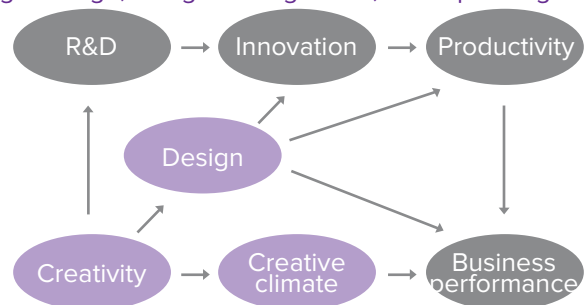 R&D
Innovation
Productivity
Design
Creativity
Creative
climate
Business
performance